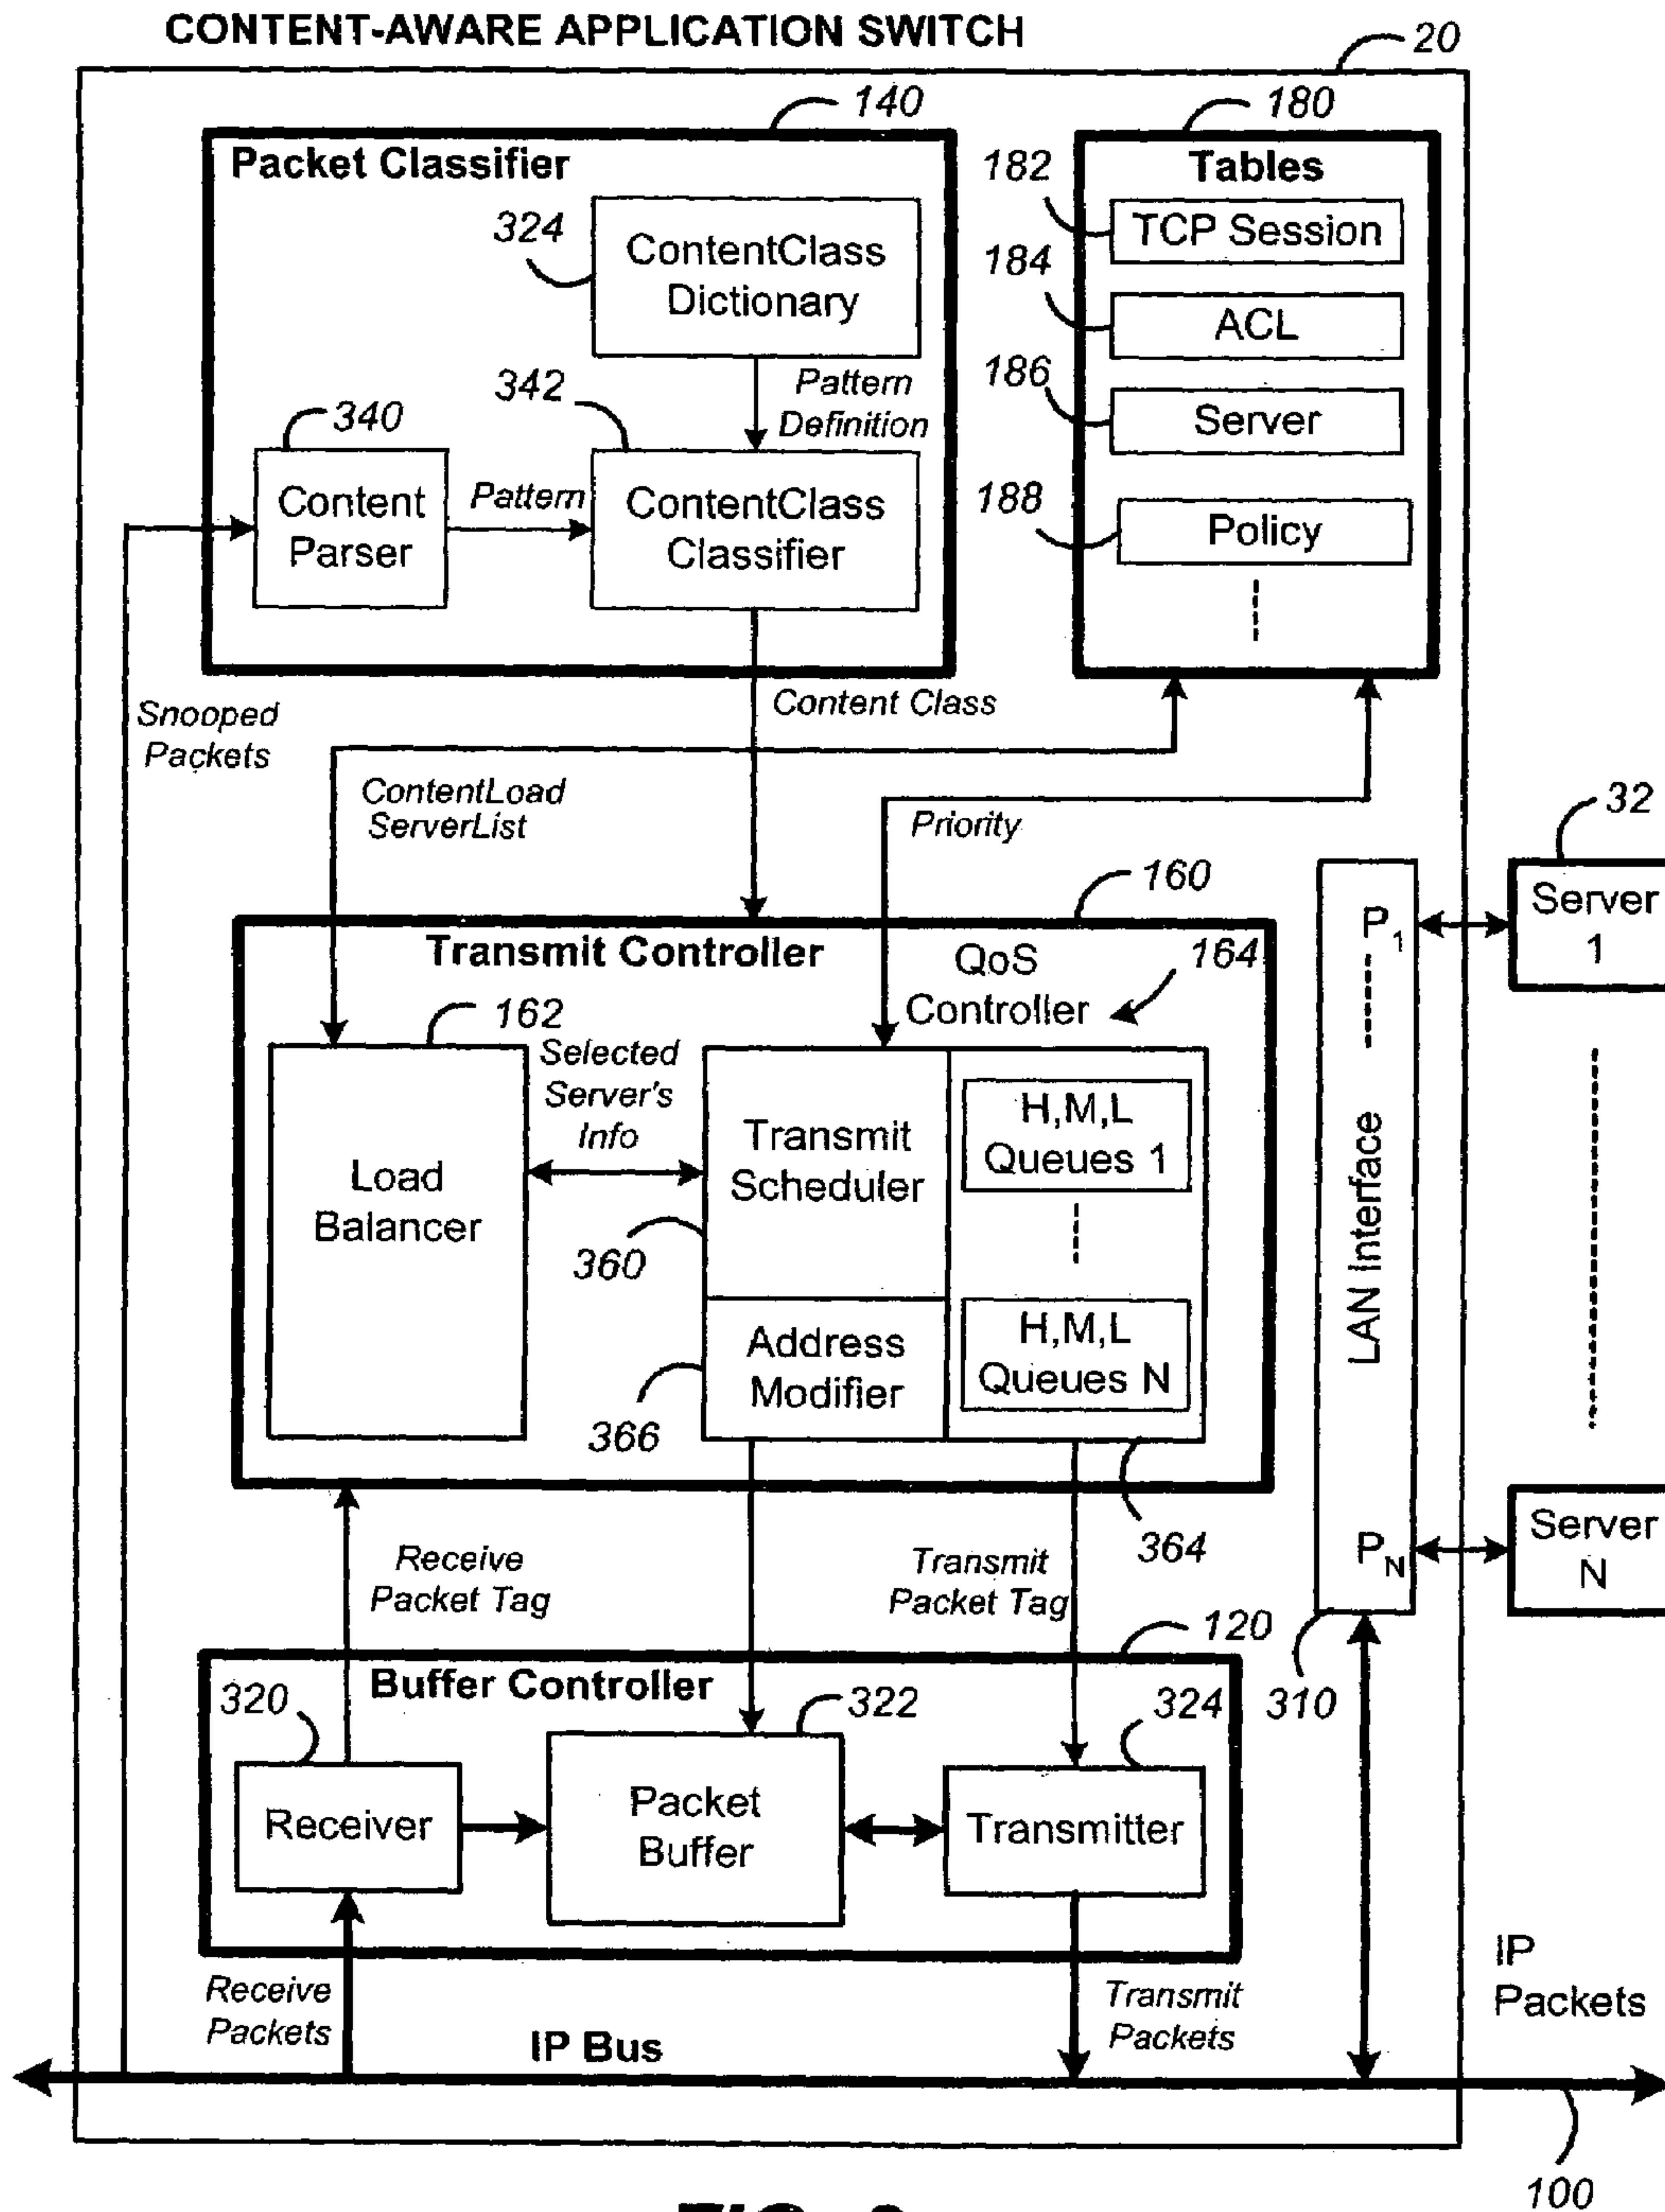 CONTENT-AWARE APPLICATION SWITCH
20
140
180
Packet Classifier
182
Tables
324
ContentClass
Dictionary
TCP Session
184
ACL
342
Pattern
Definition
186
Server
340
Content
Parser
Pattern
ContentClass
Classifier
188
Policy
Snooped
Packets
Content Class
ContentLoad
ServerList
Priority
32
Server
1
160
P1
Transmit Controller
QoS
Controller
164
162
Selected
Server's
Info
Load
Balancer
Transmit
Scheduler
H,M,L
Queues 1
360
LAN Interface
Address
Modifier
H,M,L
Queues N
366
364
PN
Server
N
Receive
Packet Tag
Transmit
Packet Tag
120
310
Buffer Controller
320
322
324
Receiver
Packet
Buffer
Transmitter
Receive
Packets
Transmit
Packets
IP
Packets
IP Bus
100